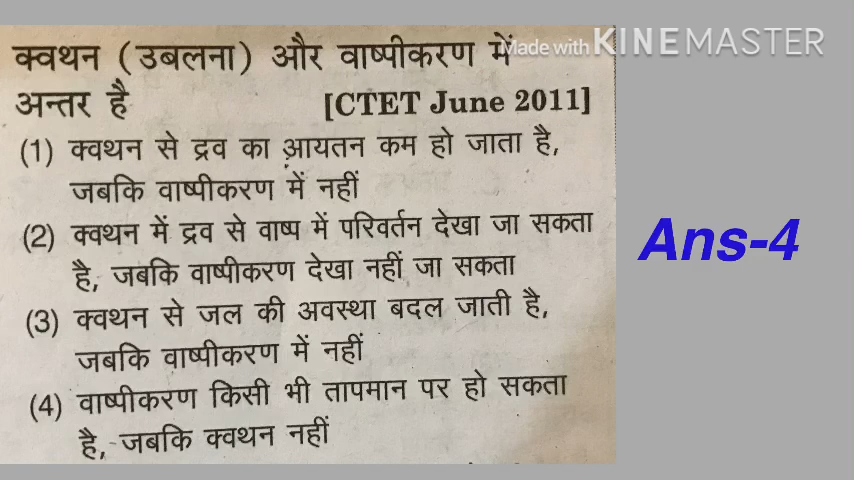 Made with KINEMASTER
क्वथन (उबलना) और वाष्पीकरण में
अन्तर है [CTET June 2011]
(1) क्वथन से द्रव का आयतन कम हो जाता है,
जबकि वाष्पीकरण में नहीं
(2) क्वथन में द्रव से वाष्प में परिवर्तन देखा जा सकता
है, जबकि वाष्पीकरण देखा नहीं जा सकता
(3) क्वथन से जल की अवस्था बदल जाती है,
जबकि वाष्पीकरण में नहीं
(4) वाष्पीकरण किसी भी तापमान पर हो सकता
है, जबकि क्वथन नहीं
Ans-4